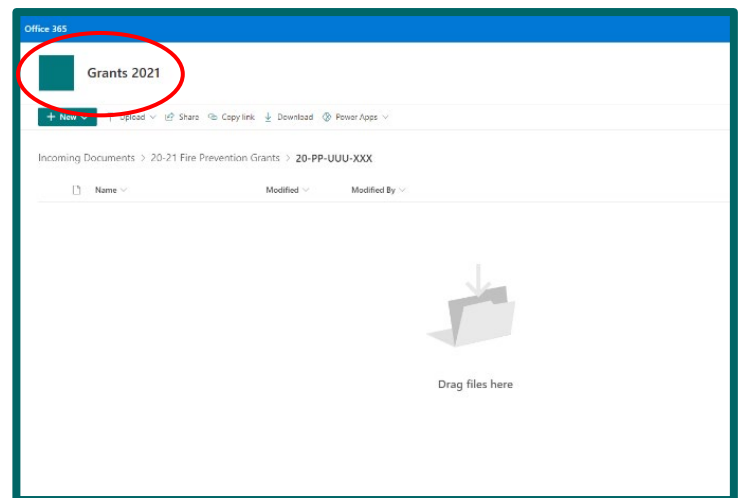 Office 365
Grants 2021
+ New Upload Share Copy link Download Power Apps
Incoming Documents > 20-21 Fire Prevention Grants > 20-PP-UUU-XXX
Name Modified Modified By
Drag files here